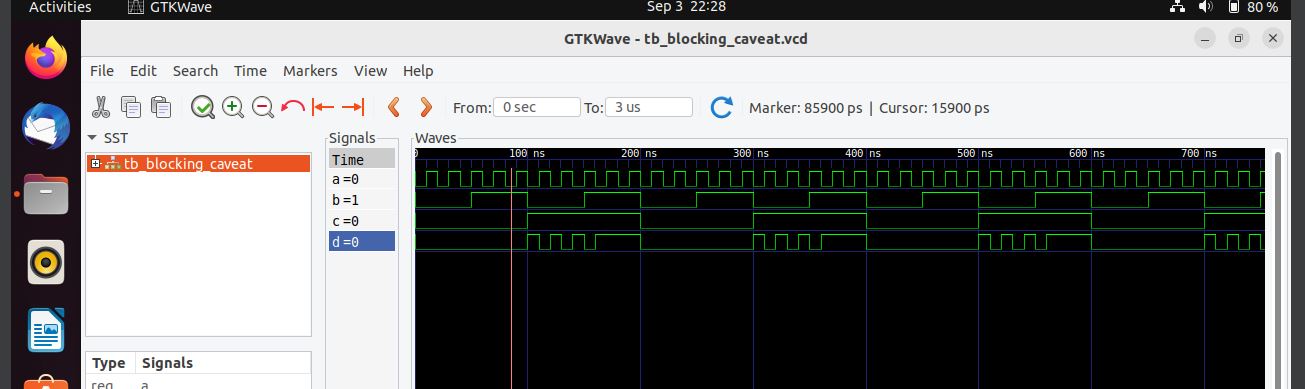 Activities GTKWave Sep 3 22:28 80 %
GTKWave - tb_blocking_caveat.vcd
File Edit Search Time Markers View Help
From: 0 sec To: 3 us Marker: 85900 ps | Cursor: 15900 ps
SST
tb_blocking_caveat
Type Signals
reg a
Signals
Time
a=0
b=1
c=0
d=0
Waves
0 100 ns 200 ns 300 ns 400 ns 500 ns 600 ns 700 ns